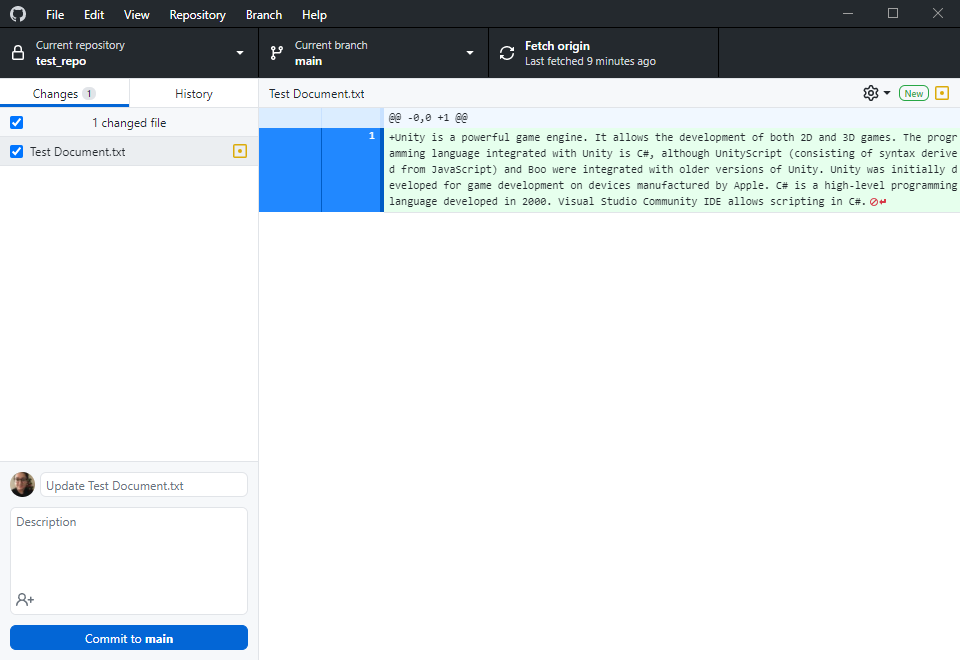 File Edit View Repository Branch Help
Current repository
test_repo
Current branch
main
Fetch origin
Last fetched 9 minutes ago
Changes 1
History
Test Document.txt
New
1 changed file
Test Document.txt
@@ -0,0 +1 @@
1
+Unity is a powerful game engine. It allows the development of both 2D and 3D games. The progr
amming language integrated with Unity is C#, although UnityScript (consisting of syntax derive
d from JavaScript) and Boo were integrated with older versions of Unity. Unity was initially d
eveloped for game development on devices manufactured by Apple. C# is a high-level programming
language developed in 2000. Visual Studio Community IDE allows scripting in C#.
Update Test Document.txt
Description
Commit to main